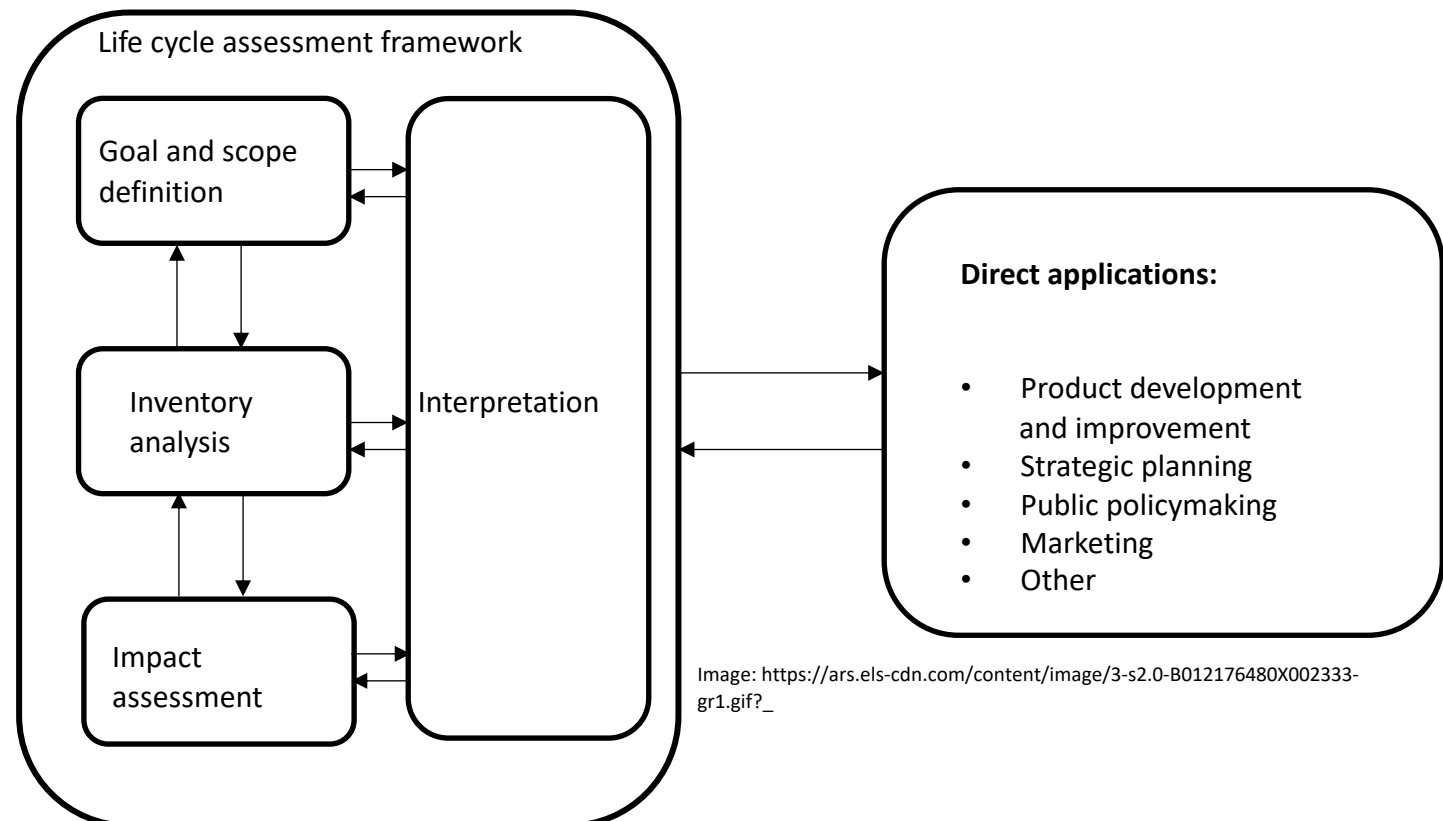 Life cycle assessment framework
Goal and scope
definition
Inventory
analysis
Impact
assessment
Interpretation
Direct applications:
• Product development
and improvement
• Strategic planning
• Public policymaking
• Marketing
• Other
Image: https://ars.els-cdn.com/content/image/3-s2.0-B012176480X002333-
gr1.gif?_